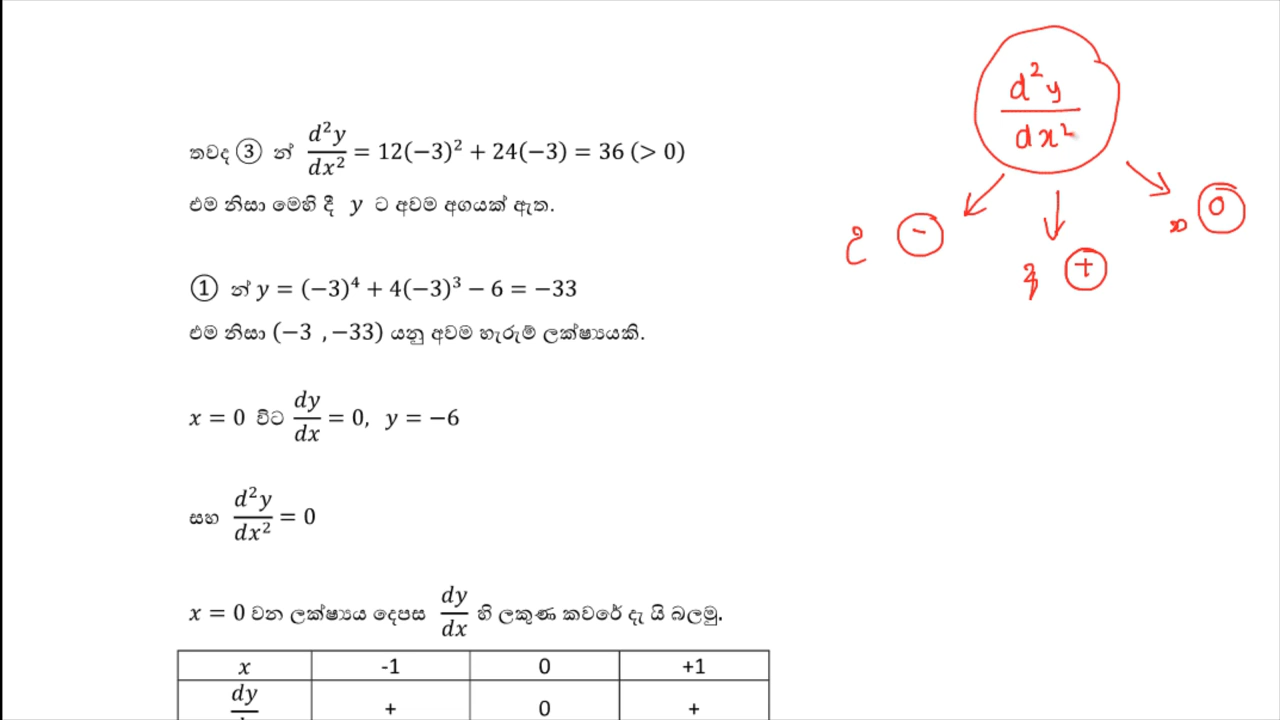 තවද ③ න් d²y/dx² = 12(−3)² + 24(−3) = 36 (> 0)
එම නිසා මෙහි දී y ට අවම අගයක් ඇත.
① න් y = (−3)⁴ + 4(−3)³ − 6 = −33
එම නිසා (−3 , −33) යනු අවම හැරුම් ලක්ෂ්‍යයකි.
x = 0 විට dy/dx = 0, y = −6
සහ d²y/dx² = 0
x = 0 වන ලක්ෂ්‍යය දෙපස dy/dx හි ලකුණ කවරේ දැ යි බලමු.
x -1 0 +1
dy + 0 +
d²y/dx²
−
+
0